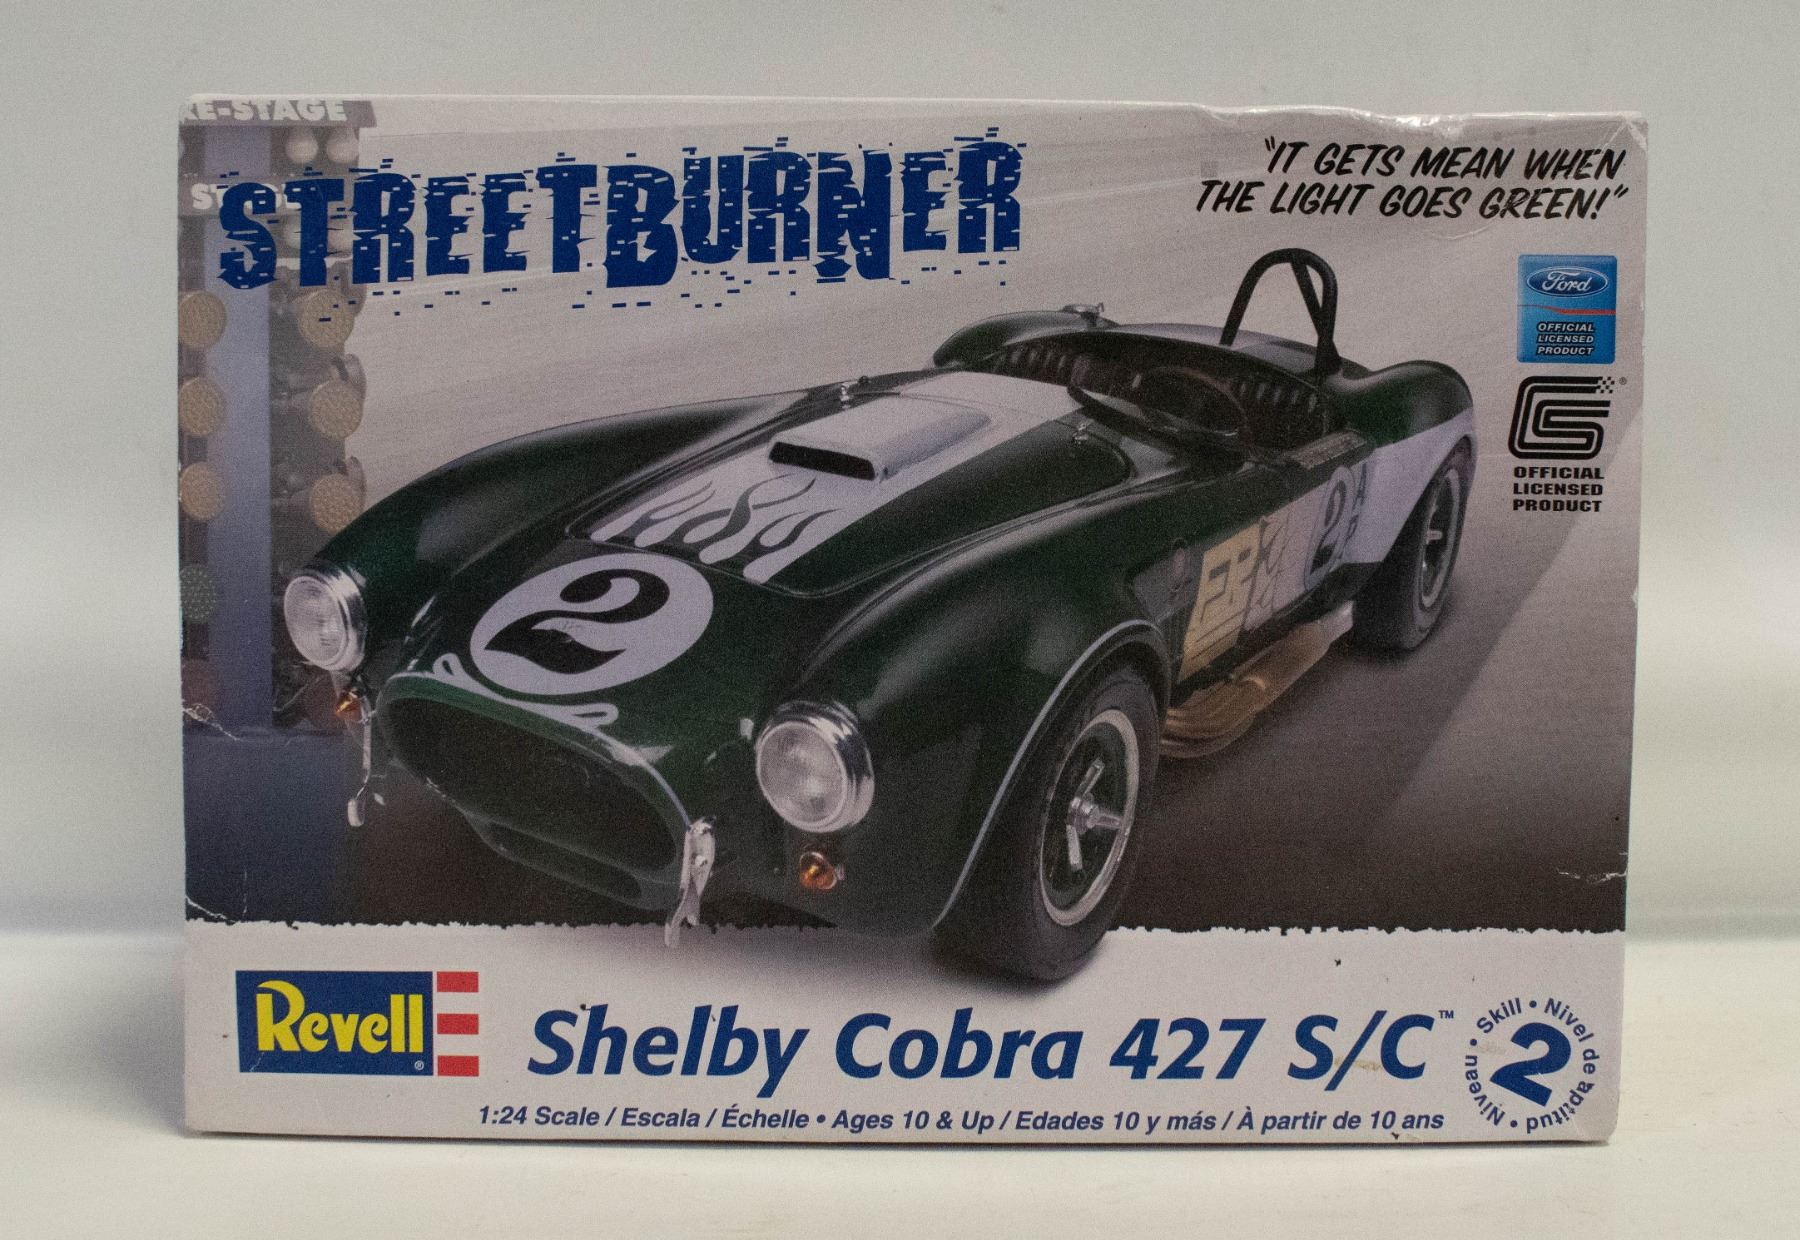 RE-STAGE
STREETBURNER
"IT GETS MEAN WHEN
THE LIGHT GOES GREEN!"
Ford
OFFICIAL
LICENSED
PRODUCT
CS®
OFFICIAL
LICENSED
PRODUCT
2
2
Revell®
Shelby Cobra 427 S/C™
Skill • Nivel de aptitud • Niveau •
2
1:24 Scale / Escala / Échelle • Ages 10 & Up / Edades 10 y más / À partir de 10 ans